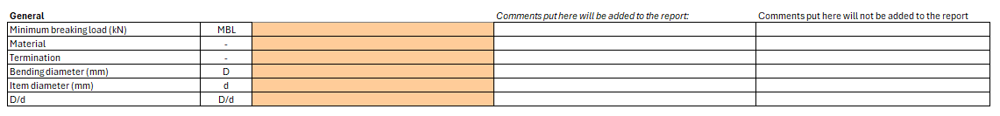 General Comments put here will be added to the report: Comments put here will not be added to the report
Minimum breaking load (kN) MBL
Material -
Termination -
Bending diameter (mm) D
Item diameter (mm) d
D/d D/d